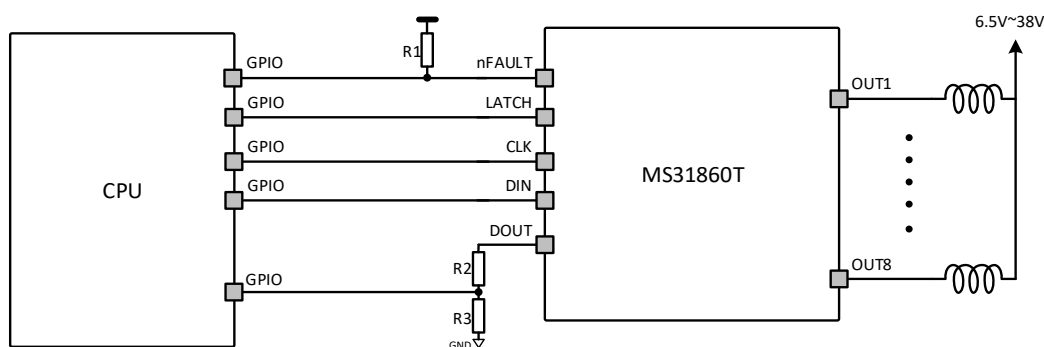 6.5V~38V
R1
GPIO
nFAULT
OUT1
GPIO
LATCH
GPIO
CLK
CPU
MS31860T
GPIO
DIN
DOUT
R2
GPIO
OUT8
R3
GND